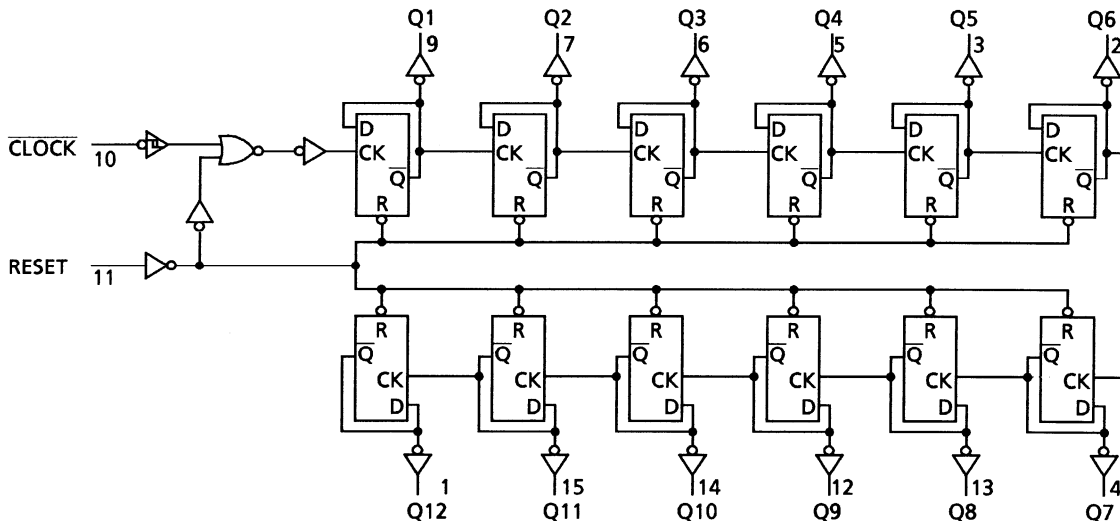 Q1 Q2 Q3 Q4 Q5 Q6
9 7 6 5 3 2
D D D D D D
C̅L̅O̅C̅K̅ CK CK CK CK CK CK
10
Q̅ Q̅ Q̅ Q̅ Q̅ Q̅
R R R R R R
RESET
11
R R R R R R
Q̅ Q̅ Q̅ Q̅ Q̅ Q̅
CK CK CK CK CK CK
D D D D D D
1 15 14 12 13 4
Q12 Q11 Q10 Q9 Q8 Q7